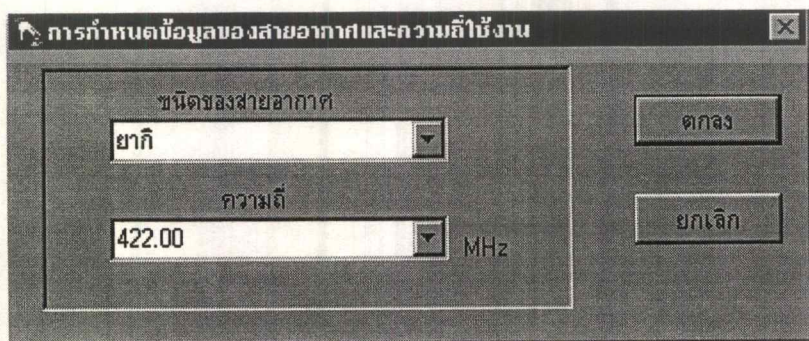 การกำหนดข้อมูลของสายอากาศและความถี่ใช้งาน
ชนิดของสายอากาศ
ยากิ
ความถี่
422.00
MHz
ตกลง
ยกเลิก